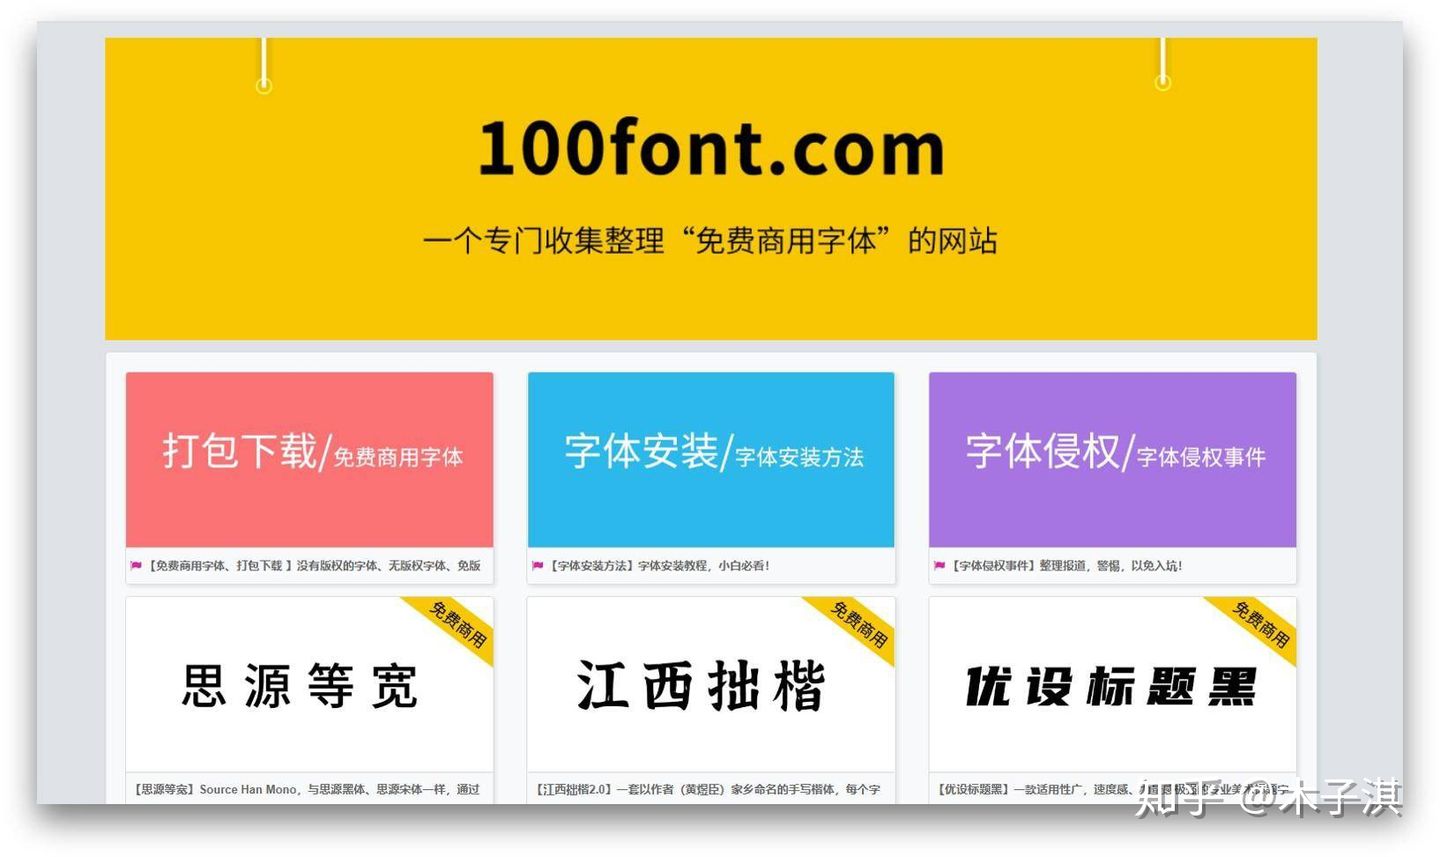 100font.com
一个专门收集整理“免费商用字体”的网站
打包下载/免费商用字体
字体安装/字体安装方法
字体侵权/字体侵权事件
【免费商用字体、打包下载 】没有版权的字体、无版权字体、免版
【字体安装方法】字体安装教程，小白必看！
【字体侵权事件】整理报道，警惕，以免入坑！
免费商用
思源等宽
免费商用
江西拙楷
免费商用
优设标题黑
【思源等宽】Source Han Mono，与思源黑体、思源宋体一样，通过
【江西拙楷2.0】一套以作者（黄煜臣）家乡命名的手写楷体，每个字
【优设标题黑】一款适用性广，速度感、
知乎 @木子淇